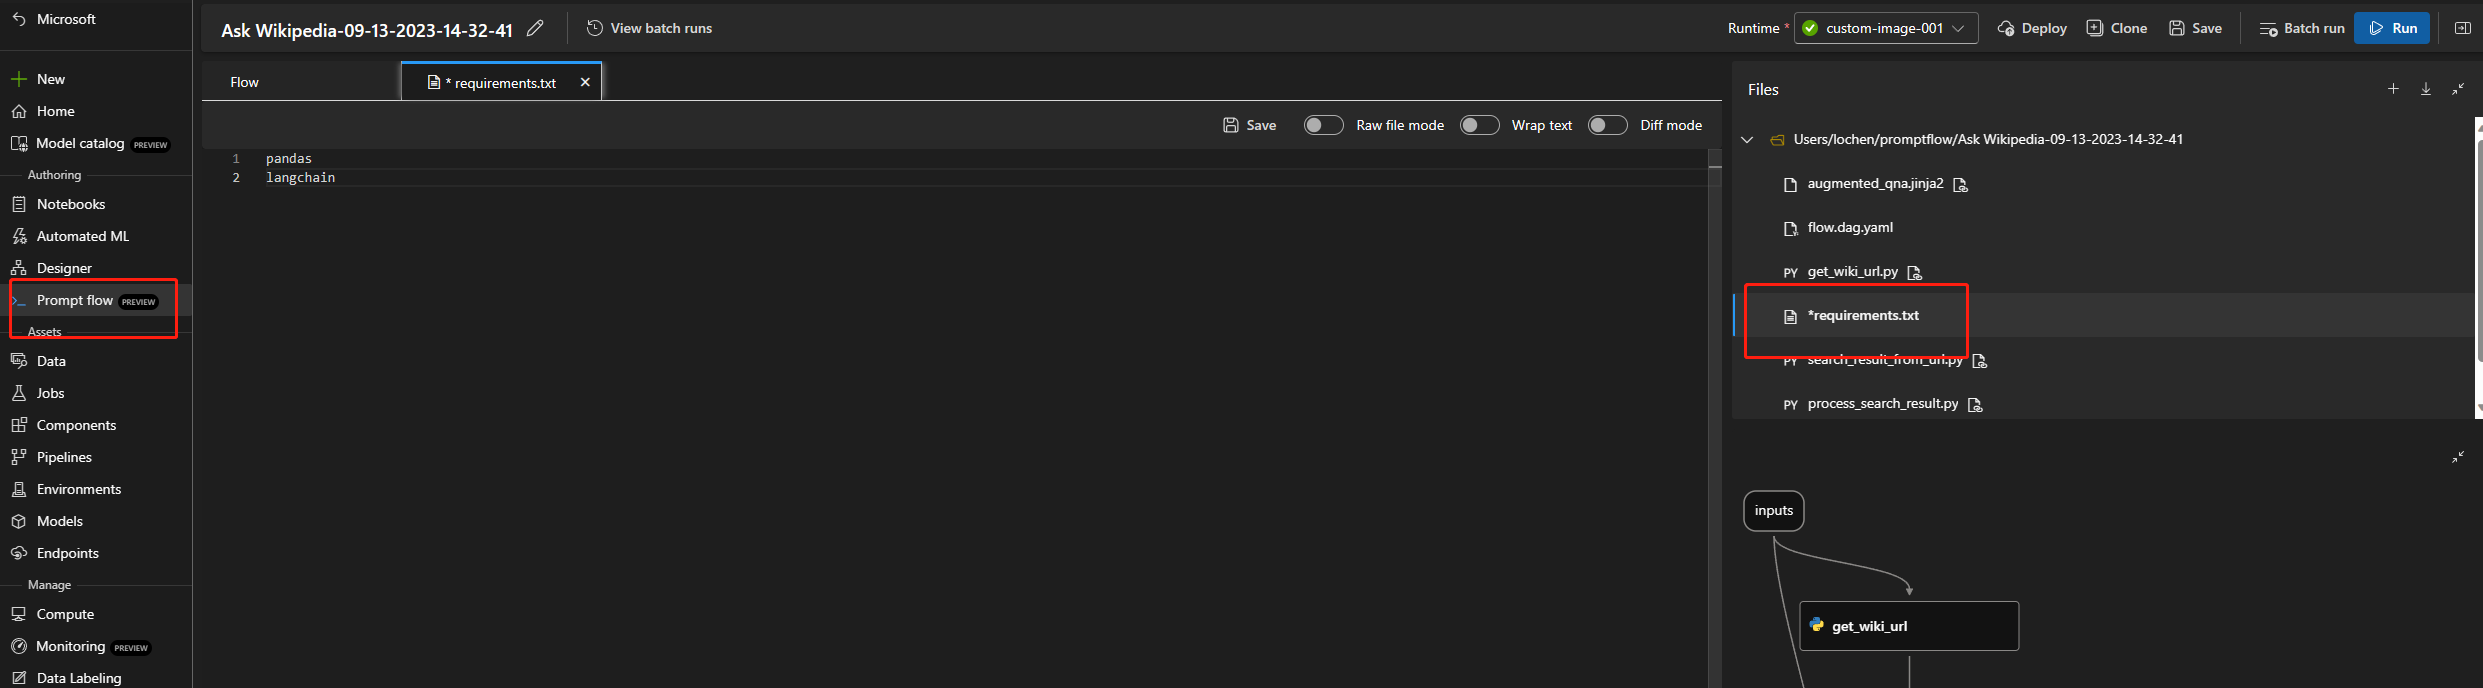 Microsoft
New
Home
Model catalog PREVIEW
Authoring
Notebooks
Automated ML
Designer
Prompt flow PREVIEW
Assets
Data
Jobs
Components
Pipelines
Environments
Models
Endpoints
Manage
Compute
Monitoring PREVIEW
Data Labeling
Ask Wikipedia-09-13-2023-14-32-41
View batch runs
Runtime * custom-image-001
Deploy
Clone
Save
Batch run
Run
Flow
* requirements.txt
Save
Raw file mode
Wrap text
Diff mode
1 pandas
2 langchain
Files
Users/lochen/promptflow/Ask Wikipedia-09-13-2023-14-32-41
augmented_qna.jinja2
flow.dag.yaml
PY get_wiki_url.py
*requirements.txt
PY search_result_from_url.py
PY process_search_result.py
inputs
get_wiki_url